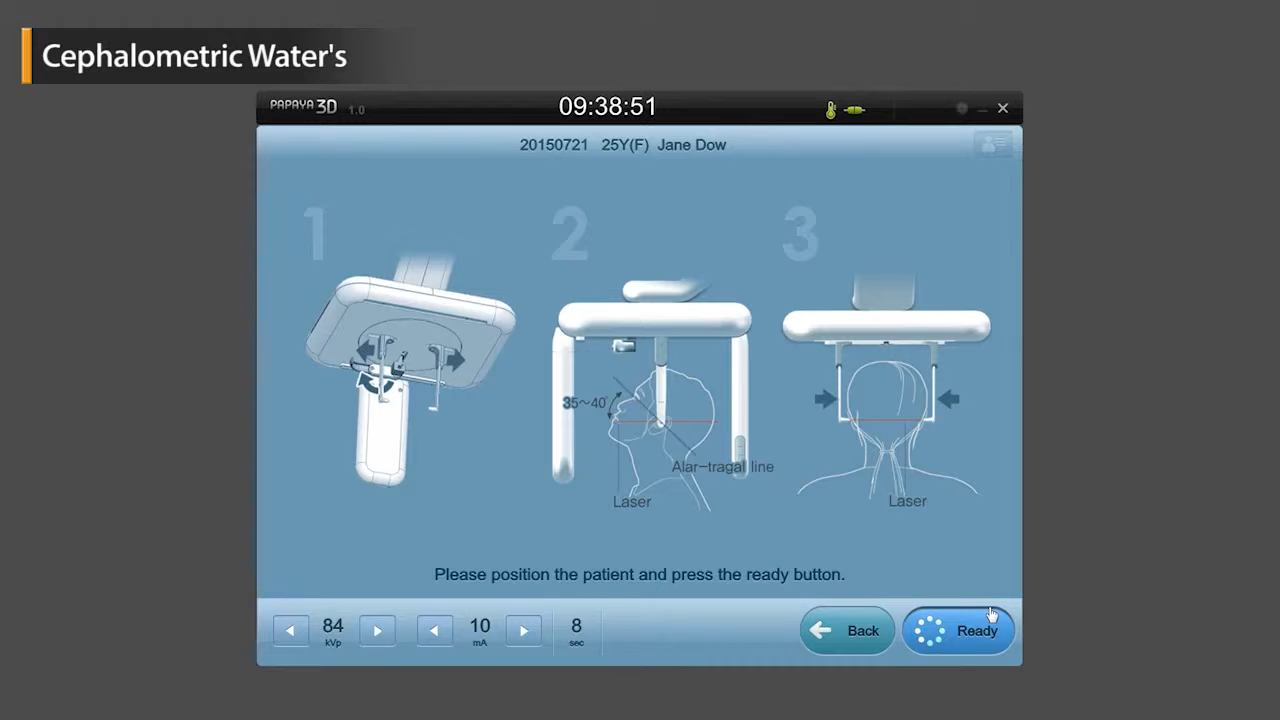 Cephalometric Water's
PAPAYA 3D 1.0
09:38:51
20150721 25Y(F) Jane Dow
1
2
3
35~40°
Alar-tragal line
Laser
Laser
Please position the patient and press the ready button.
84
kVp
10
mA
8
sec
Back
Ready